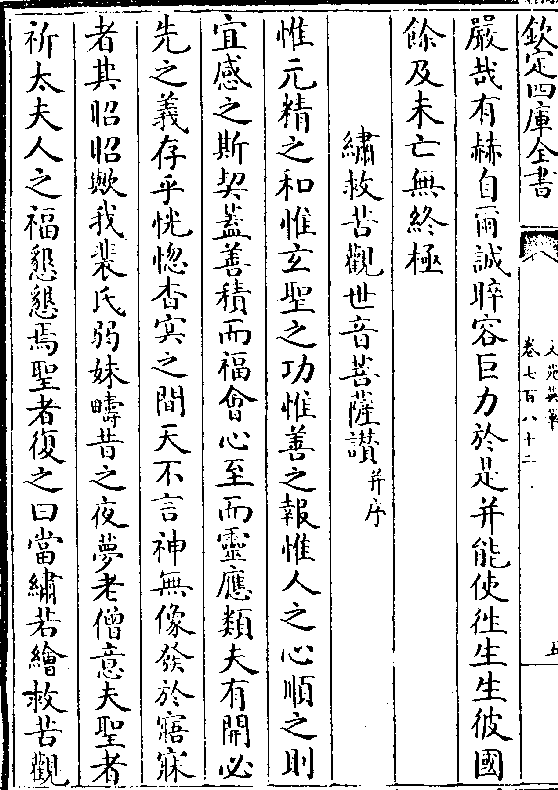 欽定四庫全書
文苑英華
卷七百八十二
五
嚴哉有赫自爾誠睟容巨力於是并能使徃生生彼國
餘及未亡無終極
繡救苦觀世音菩薩讃并序
惟元精之和惟玄聖之功惟善之報惟人之心順之則
宜感之斯契蓋善積而福會心至而靈應類夫有開必
先之義存乎恍惚杳冥之間天不言神無像發於寤寐
者其昭昭歟我裴氏弱妹疇昔之夜夢老僧意夫聖者
祈太夫人之福懇懇焉聖者復之曰當繡若繪救苦觀